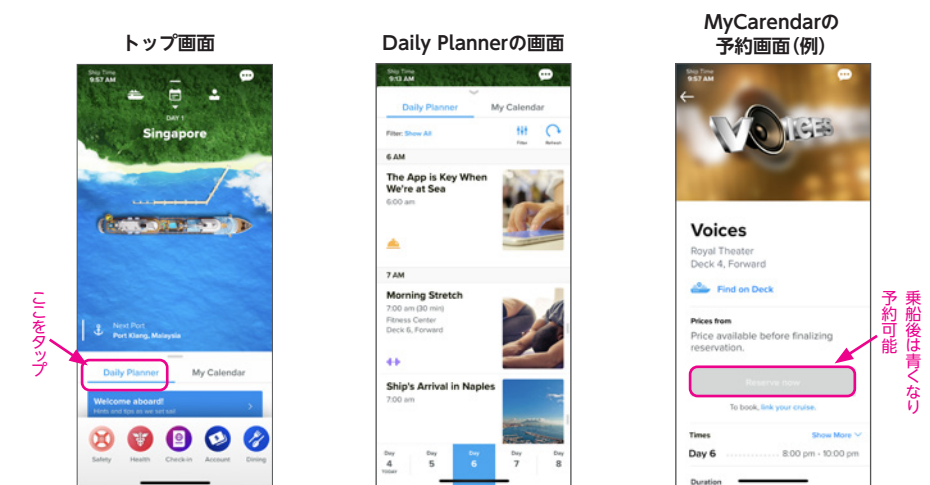 トップ画面
Ship Time
9:57 AM
DAY 1
Singapore
Next Port
Port Klang, Malaysia
Daily Planner
My Calendar
Welcome aboard!
Hints and tips as we set sail
Safety
Health
Check-in
Account
Dining
ここをタップ
Daily Plannerの画面
Ship Time
9:13 AM
Daily Planner
My Calendar
Filter: Show All
Filter
Refresh
6 AM
The App is Key When
We're at Sea
6:00 am
7 AM
Morning Stretch
7:00 am (30 min)
Fitness Center
Deck 6, Forward
Ship's Arrival in Naples
7:00 am
Day
4
TODAY
Day
5
Day
6
Day
7
Day
8
MyCarendarの
予約画面(例)
Ship Time
9:57 AM
VOICES
Voices
Royal Theater
Deck 4, Forward
Find on Deck
Prices from
Price available before finalizing
reservation.
Reserve now
To book, link your cruise.
Times
Show More
Day 6 ............ 8:00 pm - 10:00 pm
Duration
乗船後は青くなり
予約可能